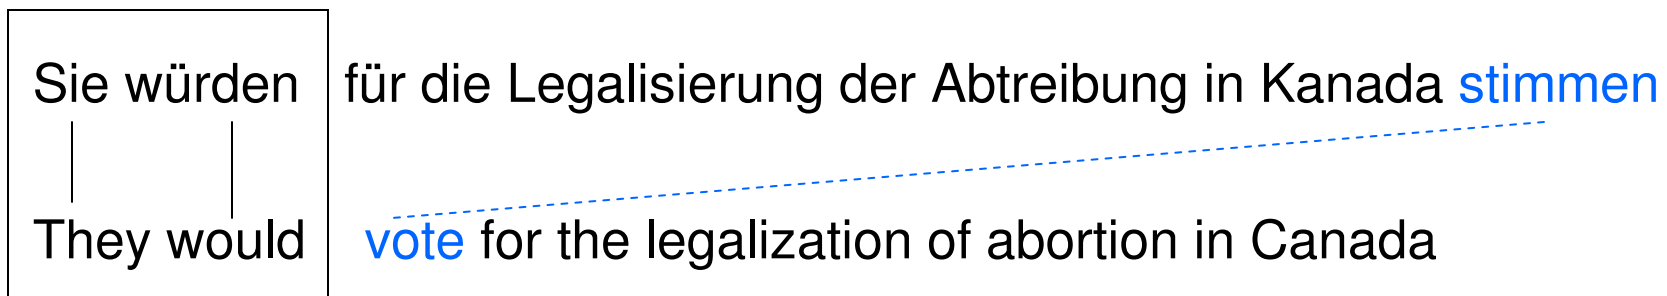 Sie würden für die Legalisierung der Abtreibung in Kanada stimmen
They would vote for the legalization of abortion in Canada